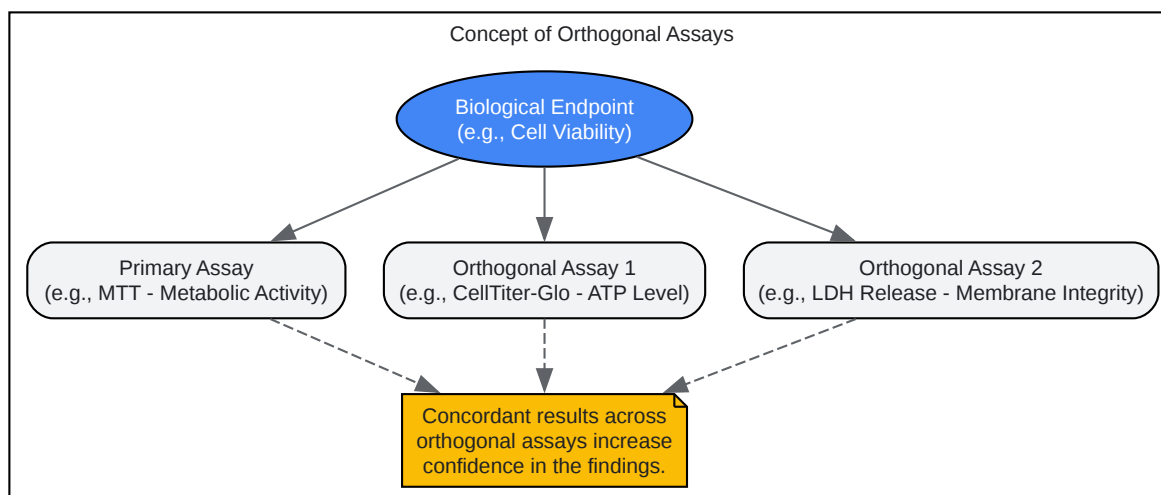 Concept of Orthogonal Assays
Biological Endpoint
(e.g., Cell Viability)
Primary Assay
(e.g., MTT - Metabolic Activity)
Orthogonal Assay 1
(e.g., CellTiter-Glo - ATP Level)
Orthogonal Assay 2
(e.g., LDH Release - Membrane Integrity)
Concordant results across
orthogonal assays increase
confidence in the findings.